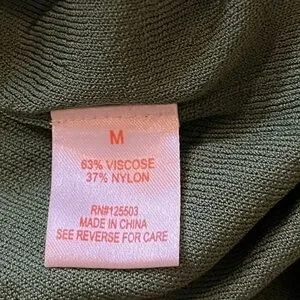 M
63% VISCOSE
37% NYLON
RN#125503
MADE IN CHINA
SEE REVERSE FOR CARE